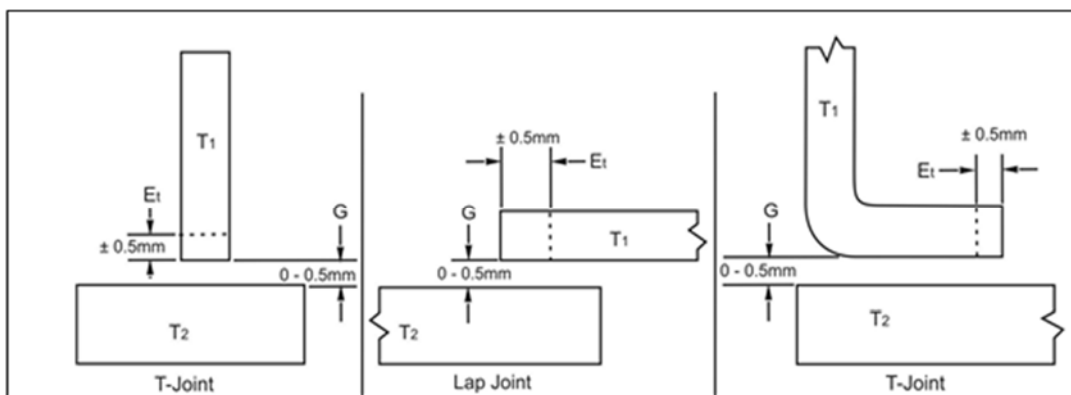 T1
Et
± 0.5mm
G
0 - 0.5mm
T2
T-Joint
± 0.5mm
Et
G
T1
0 - 0.5mm
T2
Lap Joint
T1
± 0.5mm
Et
G
0 - 0.5mm
T2
T-Joint